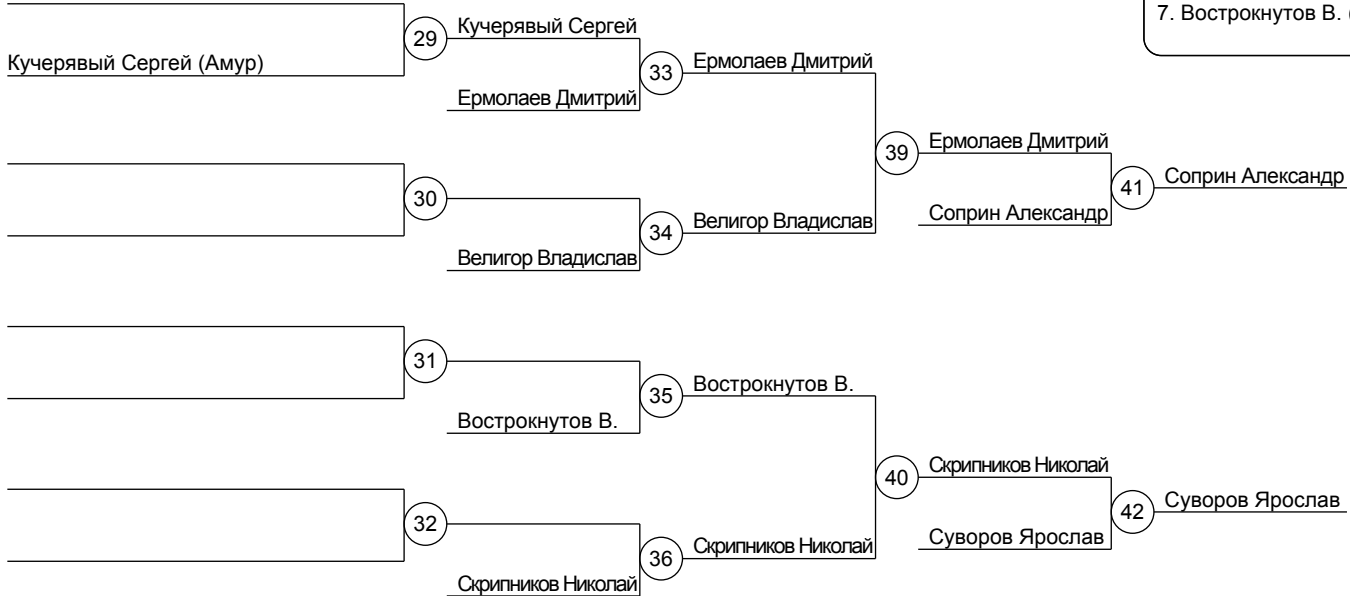 7. Вострокнутов В. (
29
Кучерявый Сергей
Кучерявый Сергей (Амур)
33
Ермолаев Дмитрий
Ермолаев Дмитрий
39
Ермолаев Дмитрий
41
Соприн Александр
30
34
Велигор Владислав
Соприн Александр
Велигор Владислав
31
35
Вострокнутов В.
Вострокнутов В.
40
Скрипников Николай
42
Суворов Ярослав
32
36
Скрипников Николай
Суворов Ярослав
Скрипников Николай